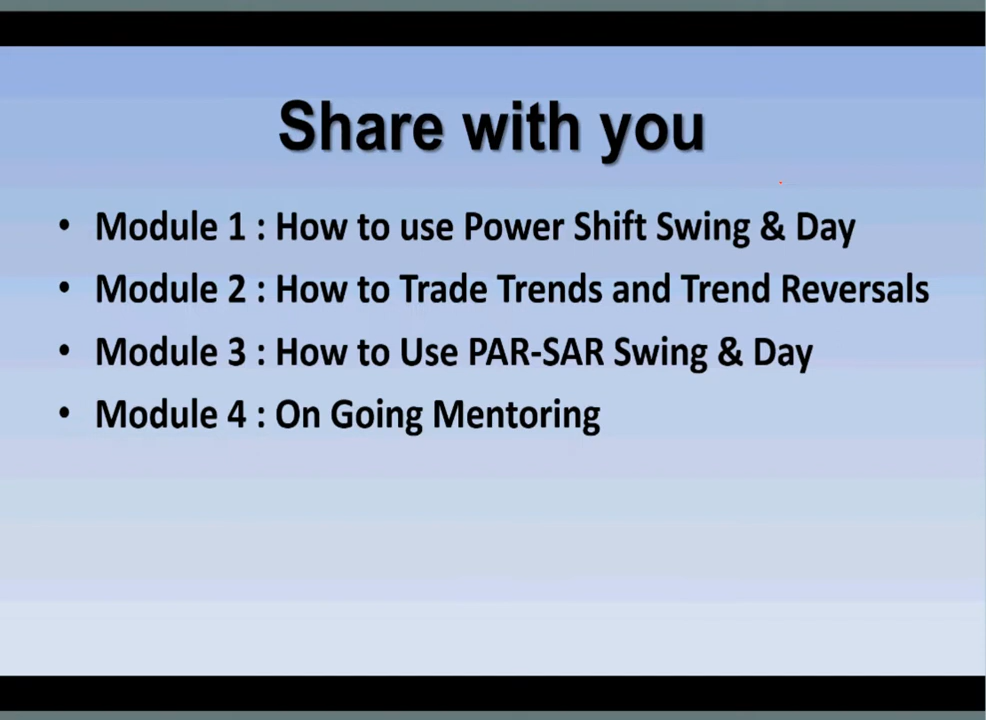 Share with you
• Module 1 : How to use Power Shift Swing & Day
• Module 2 : How to Trade Trends and Trend Reversals
• Module 3 : How to Use PAR-SAR Swing & Day
• Module 4 : On Going Mentoring